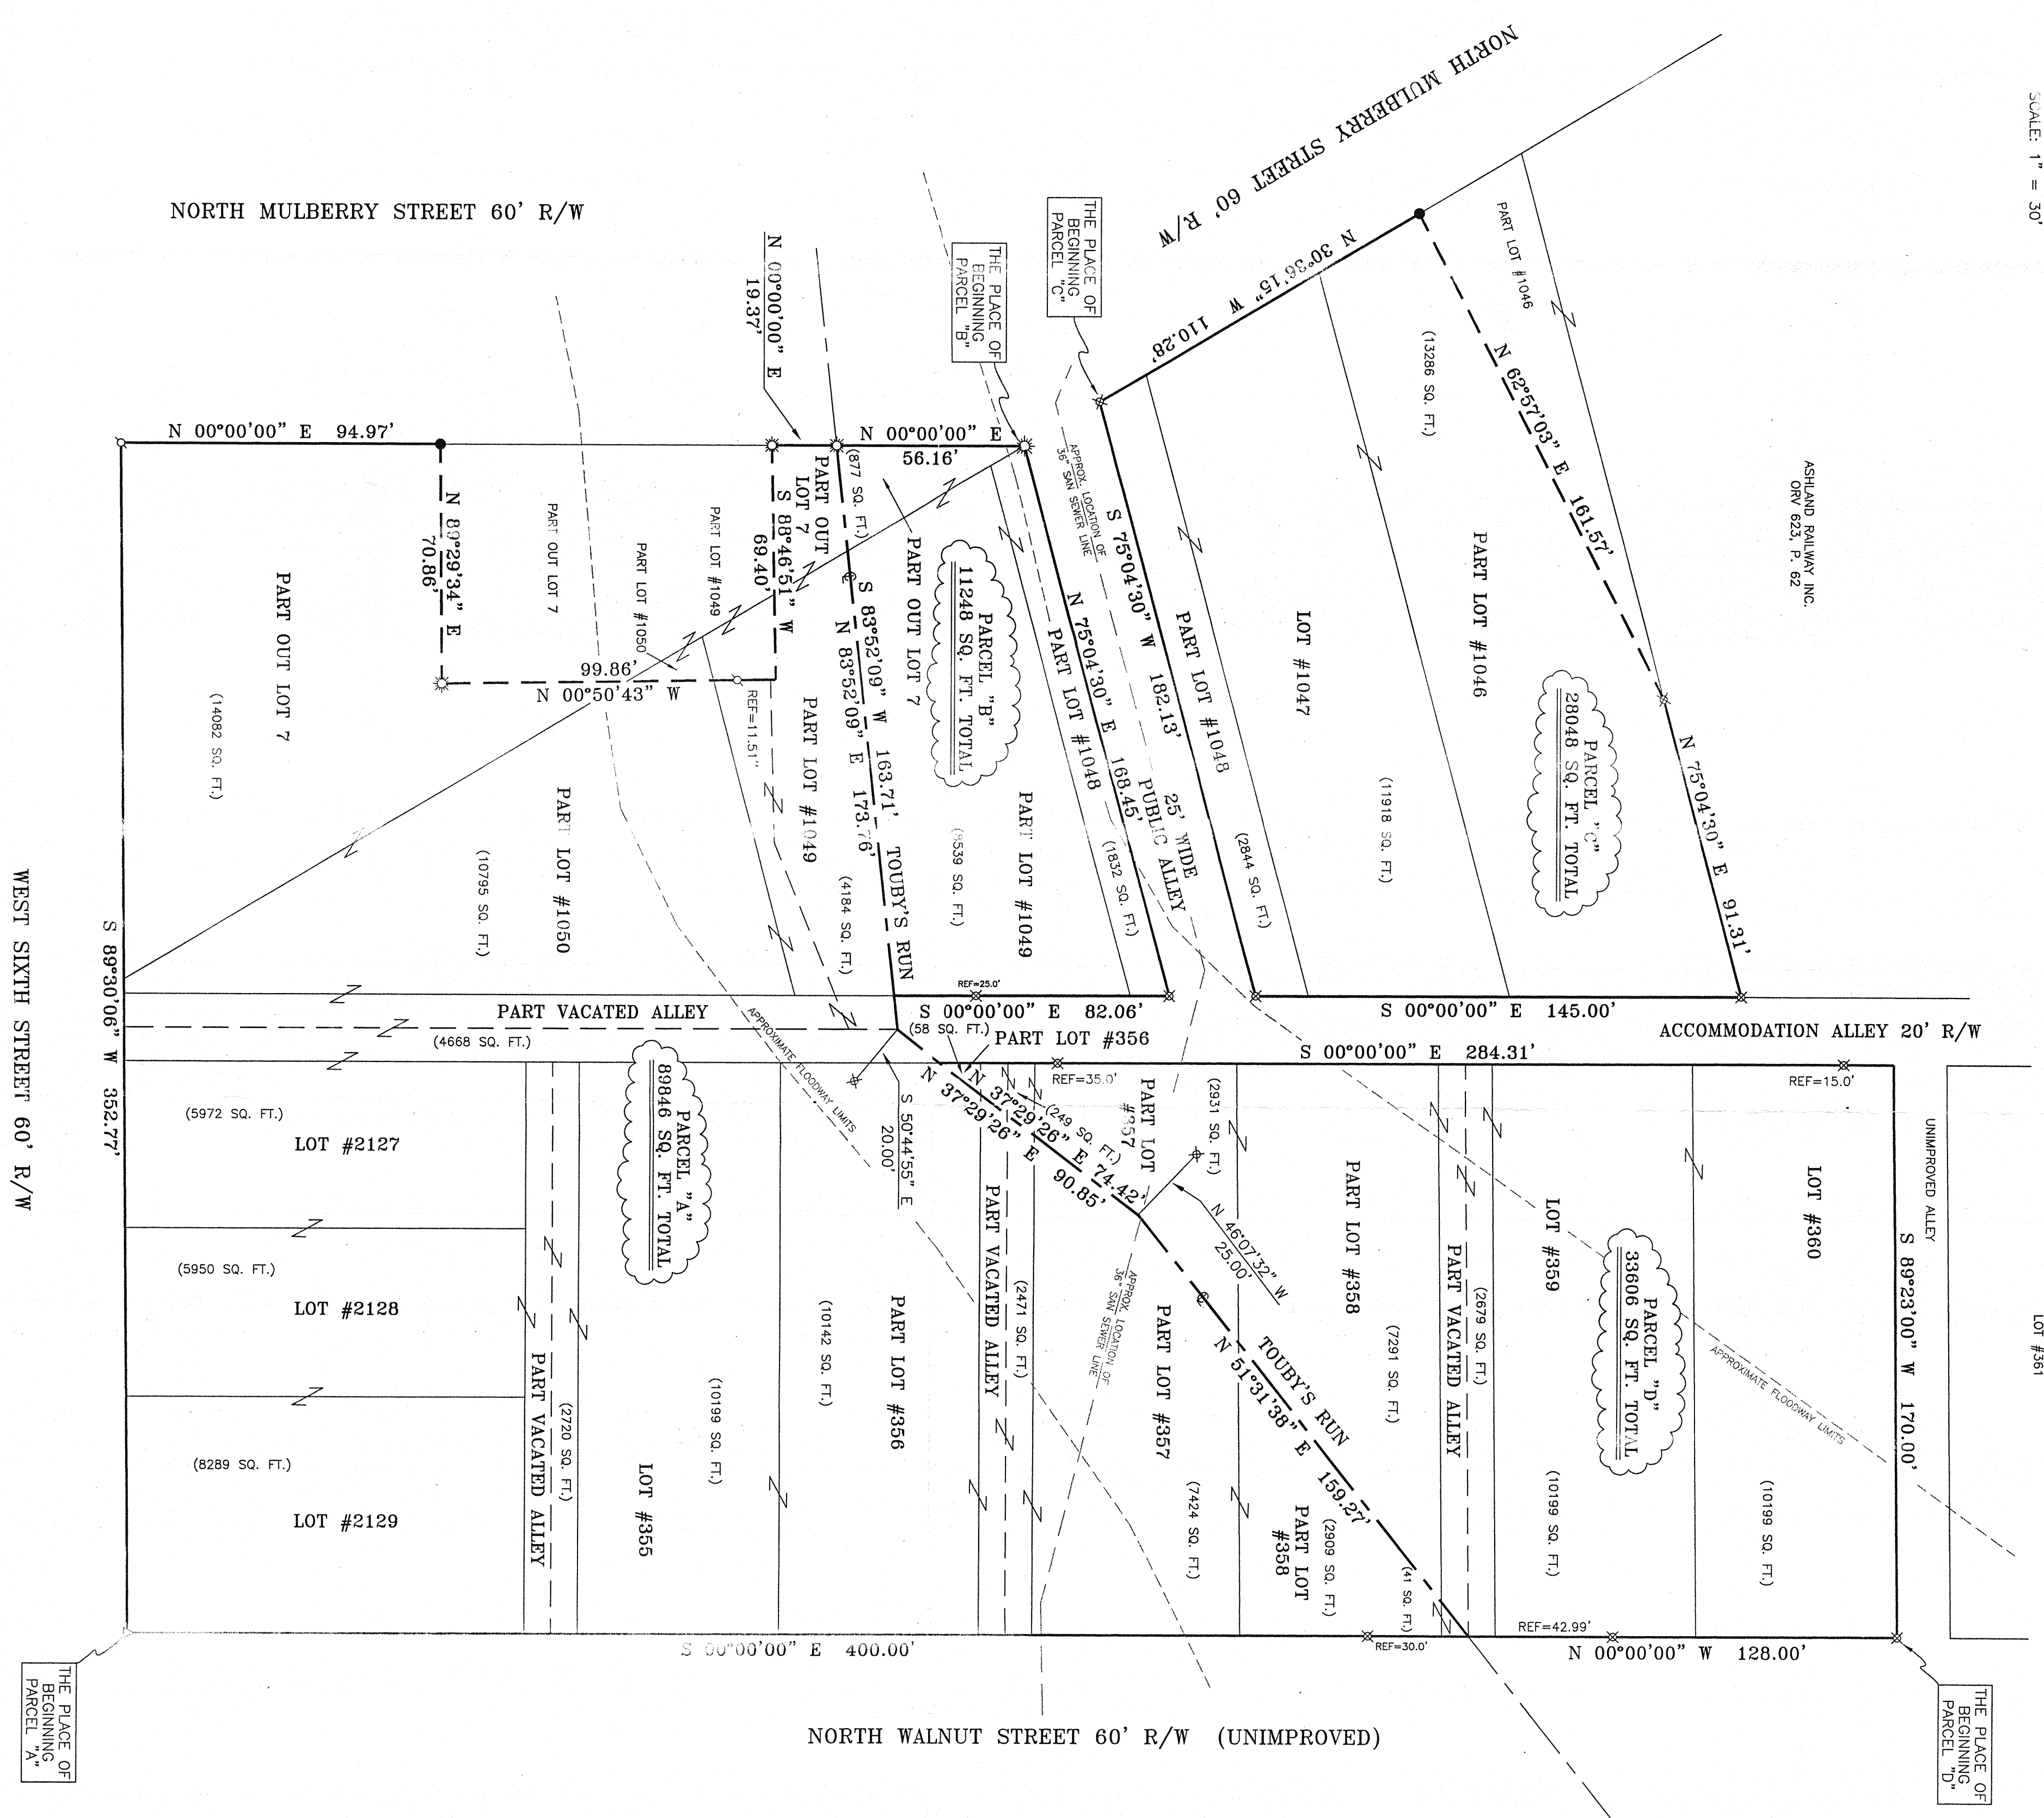 SCALE: 1" = 30'
NORTH MULBERRY STREET 60' R/W
NORTH MULBERRY STREET 60' R/W
THE PLACE OF
BEGINNING
PARCEL "C"
THE PLACE OF
BEGINNING
PARCEL "B"
N 00°00'00" E
19.37'
N 30°36'15" W 110.28'
PART LOT #1046
(13286 SQ. FT.)
N 62°57'03" E 161.57'
ASHLAND RAILWAY INC.
ORV 623, P. 62
N 00°00'00" E 94.97'
N 00°00'00" E
56.16'
(877 SQ. FT.)
PART OUT
LOT 7
S 88°46'51" W
69.40'
N 89°29'34" E
70.86'
PART OUT LOT 7
PART LOT #1050
PART LOT #1049
99.86'
N 00°50'43" W
REF=11.51"
PART OUT LOT 7
(14082 SQ. FT.)
PART OUT LOT 7
PARCEL "B"
11248 SQ. FT. TOTAL
APPROX. LOCATION OF
36" SAN SEWER LINE
S 75°04'30" W 182.13'
N 75°04'30" E 168.45'
PART LOT #1048
PART LOT #1048
25' WIDE
PUBLIC ALLEY
LOT #1047
PART LOT #1046
PARCEL "C"
28048 SQ. FT. TOTAL
N 75°04'30" E 91.31'
(11918 SQ. FT.)
(2844 SQ. FT.)
(1832 SQ. FT.)
S 83°52'09" W 163.71'
N 83°52'09" E 173.76'
TOUBY'S RUN
PART LOT #1049
(4184 SQ. FT.)
PART LOT #1049
(8539 SQ. FT.)
PART LOT #1050
(10795 SQ. FT.)
REF=25.0'
S 00°00'00" E 82.06'
S 00°00'00" E 145.00'
PART VACATED ALLEY
(4668 SQ. FT.)
(58 SQ. FT.)
PART LOT #356
ACCOMMODATION ALLEY 20' R/W
S 00°00'00" E 284.31'
REF=35.0'
REF=15.0'
APPROXIMATE FLOODWAY LIMITS
S 89°30'06" W 352.77'
WEST SIXTH STREET 60' R/W
(5972 SQ. FT.)
LOT #2127
(5950 SQ. FT.)
LOT #2128
(8289 SQ. FT.)
LOT #2129
PARCEL "A"
89846 SQ. FT. TOTAL
S 50°44'55" E
20.00'
N 37°29'26" E 74.42'
N 37°29'26" E 90.85'
(249 SQ. FT.)
PART LOT
#357
(2931 SQ. FT.)
N 46°07'32" W
25.00'
PART VACATED ALLEY
(2720 SQ. FT.)
LOT #355
(10199 SQ. FT.)
(10142 SQ. FT.)
PART LOT #356
PART VACATED ALLEY
(2471 SQ. FT.)
APPROX. LOCATION OF
36" SAN SEWER LINE
PART LOT #357
(7424 SQ. FT.)
TOUBY'S RUN
N 51°31'38" E 159.27'
PART LOT #358
(7291 SQ. FT.)
PART LOT
#358
(2909 SQ. FT.)
(41 SQ. FT.)
PART VACATED ALLEY
(2679 SQ. FT.)
LOT #359
(10199 SQ. FT.)
PARCEL "D"
33606 SQ. FT. TOTAL
APPROXIMATE FLOODWAY LIMITS
LOT #360
(10199 SQ. FT.)
UNIMPROVED ALLEY
S 89°23'00" W 170.00'
LOT #361
S 00°00'00" E 400.00'
REF=30.0'
REF=42.99'
N 00°00'00" W 128.00'
THE PLACE OF
BEGINNING
PARCEL "A"
THE PLACE OF
BEGINNING
PARCEL "D"
NORTH WALNUT STREET 60' R/W (UNIMPROVED)